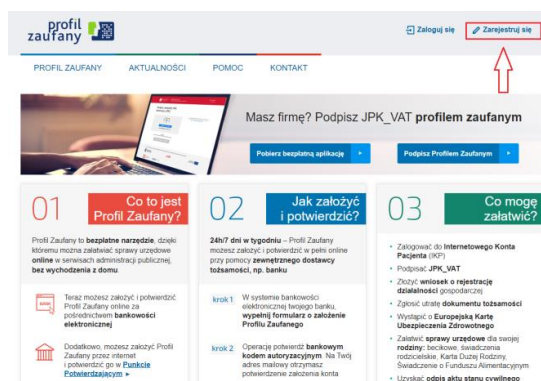 profil
zaufany
Zaloguj się
Zarejestruj się
PROFIL ZAUFANY AKTUALNOŚCI POMOC KONTAKT
Masz firmę? Podpisz JPK_VAT profilem zaufanym
Pobierz bezpłatną aplikację
Podpisz Profilem Zaufanym
01
Co to jest
Profil Zaufany?
Profil Zaufany to bezpłatne narzędzie, dzięki
któremu można załatwiać sprawy urzędowe
online w serwisach administracji publicznej,
bez wychodzenia z domu
Teraz możesz założyć i potwierdzić
Profil Zaufany online za
pośrednictwem bankowości
elektronicznej
Dodatkowo, możesz założyć Profil
Zaufany przez internet
i potwierdzić go w Punkcie
Potwierdzającym
02
Jak założyć
i potwierdzić?
24h/7 dni w tygodniu – Profil Zaufany
możesz założyć i potwierdzić w pełni online
przy pomocy zewnętrznego dostawcy
tożsamości, np. banku
krok 1
W systemie bankowości
elektronicznej twojego banku,
wypełnij formularz o założenie
Profilu Zaufanego
krok 2
Operację potwierdź bankowym
kodem autoryzacyjnym. Na Twój
adres mailowy otrzymasz
potwierdzenie założenia konta
03
Co mogę
załatwić?
Zalogować do Internetowego Konta
Pacjenta (IKP)
Podpisać JPK_VAT
Złożyć wniosek o rejestrację
działalności gospodarczej
Zgłosić utratę dokumentu tożsamości
Wystąpić o Europejską Kartę
Ubezpieczenia Zdrowotnego
Załatwić sprawy urzędowe dla swojej
rodziny: becikowe, świadczenia
rodzicielskie, Karta Dużej Rodziny,
Świadczenie o Funduszu Alimentacyjnym
Uzyskać odpis aktu stanu cywilnego